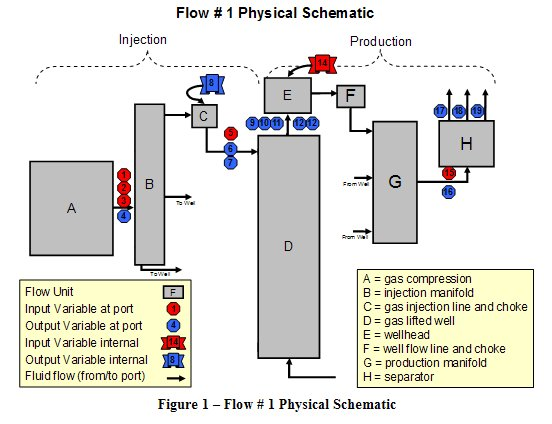 Flow # 1 Physical Schematic
Injection
Production
14
8
E
F
C
9 10 11 12 12
5
6
7
17 18 19
H
15
16
1
2
3
4
A
B
To Well
To Well
D
From Well
From Well
G
Flow Unit F
Input Variable at port 1
Output Variable at port 4
Input Variable internal 14
Output Variable internal 8
Fluid flow (from/to port)
A = gas compression
B = injection manifold
C = gas injection line and choke
D = gas lifted well
E = wellhead
F = well flow line and choke
G = production manifold
H = separator
Figure 1 – Flow # 1 Physical Schematic